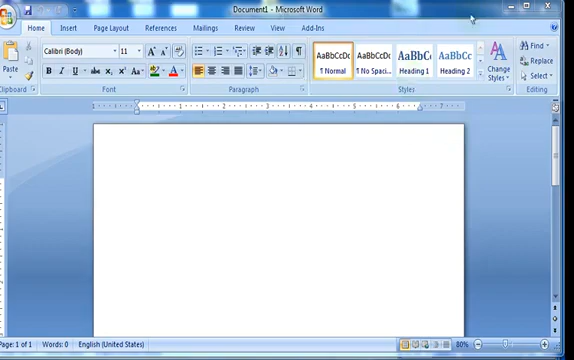 Document1 - Microsoft Word
Home Insert Page Layout References Mailings Review View Add-Ins
Paste
Calibri (Body) 11
AaBbCcDc AaBbCcDc AaBbCc AaBbCc
¶ Normal ¶ No Spaci... Heading 1 Heading 2
Change Styles
Find
Replace
Select
Clipboard Font Paragraph Styles Editing
Page: 1 of 1 Words: 0 English (United States) 80%